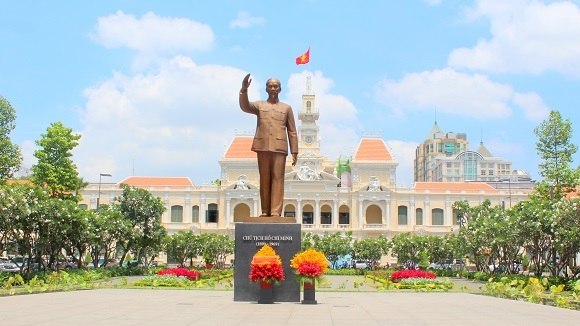 CHỦ TỊCH HỒ CHÍ MINH
(1890 - 1969)